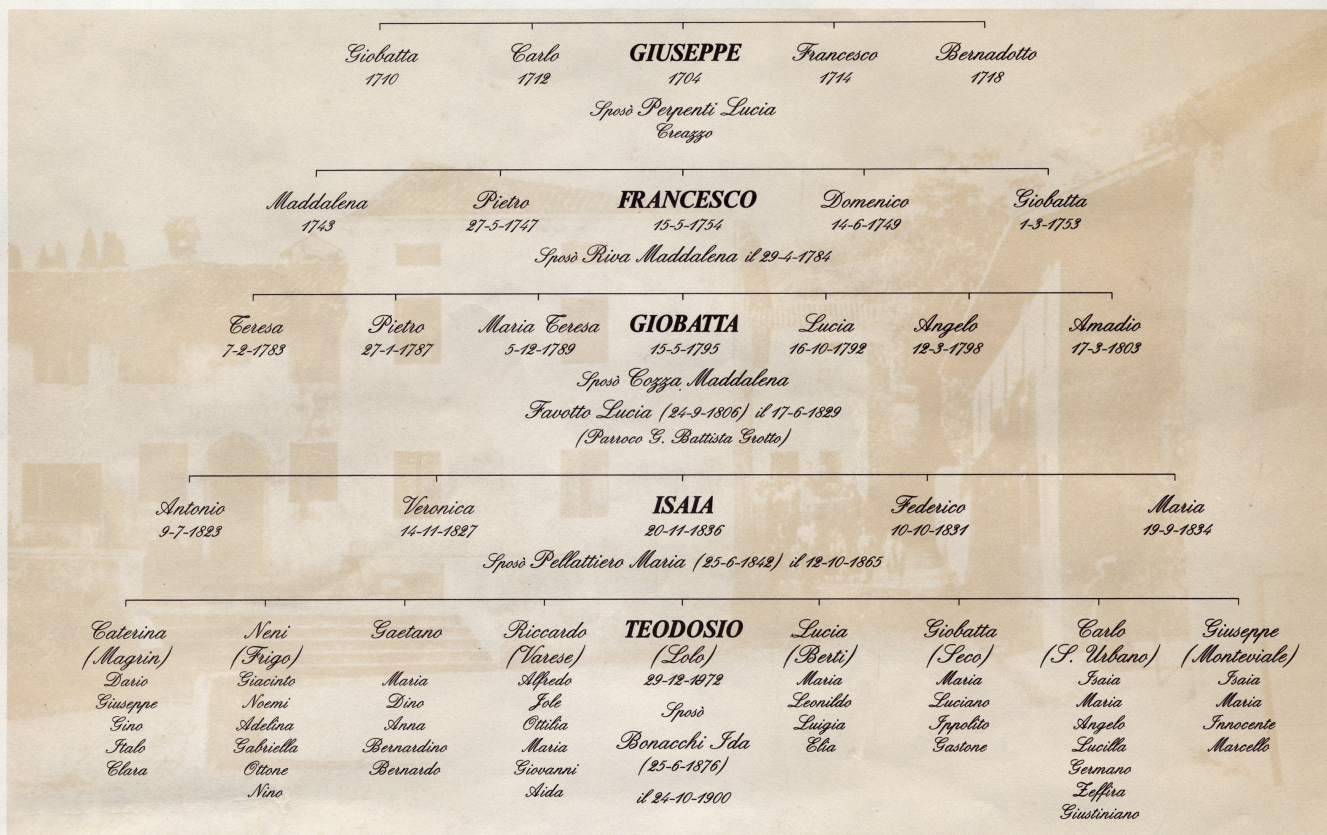 Giobatta Carlo GIUSEPPE Francesco Bernadotto
1710 1712 1704 1714 1718
Sposò Perpenti Lucia
Creazzo
Maddalena Pietro FRANCESCO Domenico Giobatta
1743 27-5-1747 15-5-1754 14-6-1749 1-3-1753
Sposò Riva Maddalena il 29-4-1784
Teresa Pietro Maria Teresa GIOBATTA Lucia Angelo Amadio
7-2-1783 27-1-1787 5-12-1789 15-5-1795 16-10-1792 12-3-1798 17-3-1803
Sposò Cozza Maddalena
Favotto Lucia (24-9-1806) il 17-6-1829
(Parroco G. Battista Grotto)
Antonio Veronica ISAIA Federico Maria
9-7-1823 14-11-1827 20-11-1836 10-10-1831 19-9-1834
Sposò Pellattiero Maria (25-6-1842) il 12-10-1865
Caterina Neni Gaetano Riccardo TEODOSIO Lucia Giobatta Carlo Giuseppe
(Magrin) (Frigo) (Varese) (Lolo) (Berti) (Seco) (S. Urbano) (Monteviale)
Dario Giacinto Maria Alfredo 29-12-1872 Maria Maria Isaia Isaia
Giuseppe Noemi Dino Jole Sposò Leonildo Luciano Maria Maria
Gino Adelina Anna Ottilia Luigia Ippolito Angelo Innocente
Italo Gabriella Bernardino Maria Bonacchi Ida Elia Gastone Lucilla Marcello
Clara Ottone Bernardo Giovanni (25-6-1876) Germano
Nino Aida il 24-10-1900 Zeffira
Giustiniano